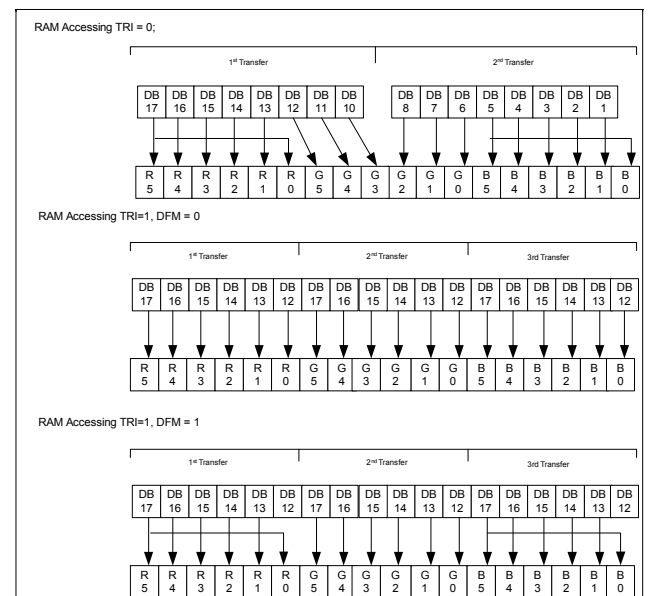 RAM Accessing TRI = 0;
1st Transfer 2nd Transfer
DB DB DB DB DB DB DB DB DB DB DB DB DB DB DB DB
17 16 15 14 13 12 11 10 8 7 6 5 4 3 2 1
R R R R R R G G G G G G B B B B B B
5 4 3 2 1 0 5 4 3 2 1 0 5 4 3 2 1 0
RAM Accessing TRI=1, DFM = 0
1st Transfer 2nd Transfer 3rd Transfer
DB DB DB DB DB DB DB DB DB DB DB DB DB DB DB DB DB DB
17 16 15 14 13 12 17 16 15 14 13 12 17 16 15 14 13 12
R R R R R R G G G G G G B B B B B B
5 4 3 2 1 0 5 4 3 2 1 0 5 4 3 2 1 0
RAM Accessing TRI=1, DFM = 1
1st Transfer 2nd Transfer 3rd Transfer
DB DB DB DB DB DB DB DB DB DB DB DB DB DB DB DB DB DB
17 16 15 14 13 12 17 16 15 14 13 12 17 16 15 14 13 12
R R R R R R G G G G G G B B B B B B
5 4 3 2 1 0 5 4 3 2 1 0 5 4 3 2 1 0